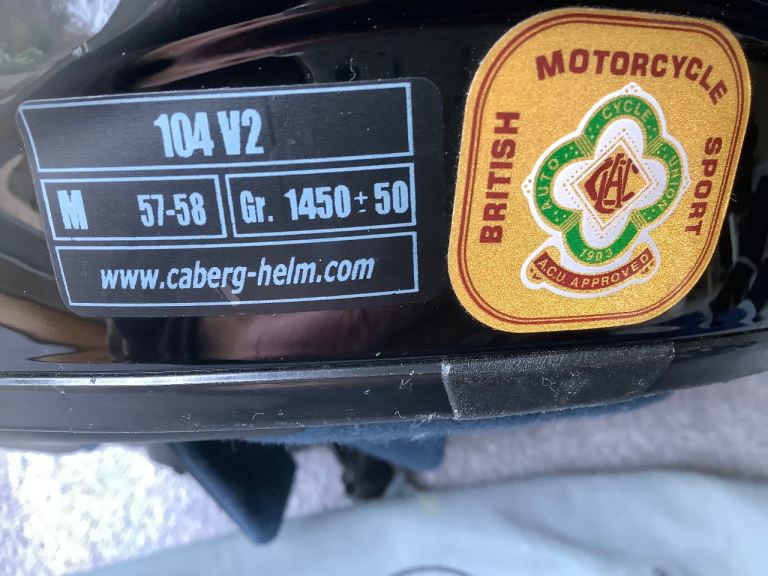 104 V2
M 57-58 Gr. 1450 ± 50
www.caberg-helm.com
BRITISH MOTORCYCLE SPORT
AUTO CYCLE UNION
1903
ACU APPROVED